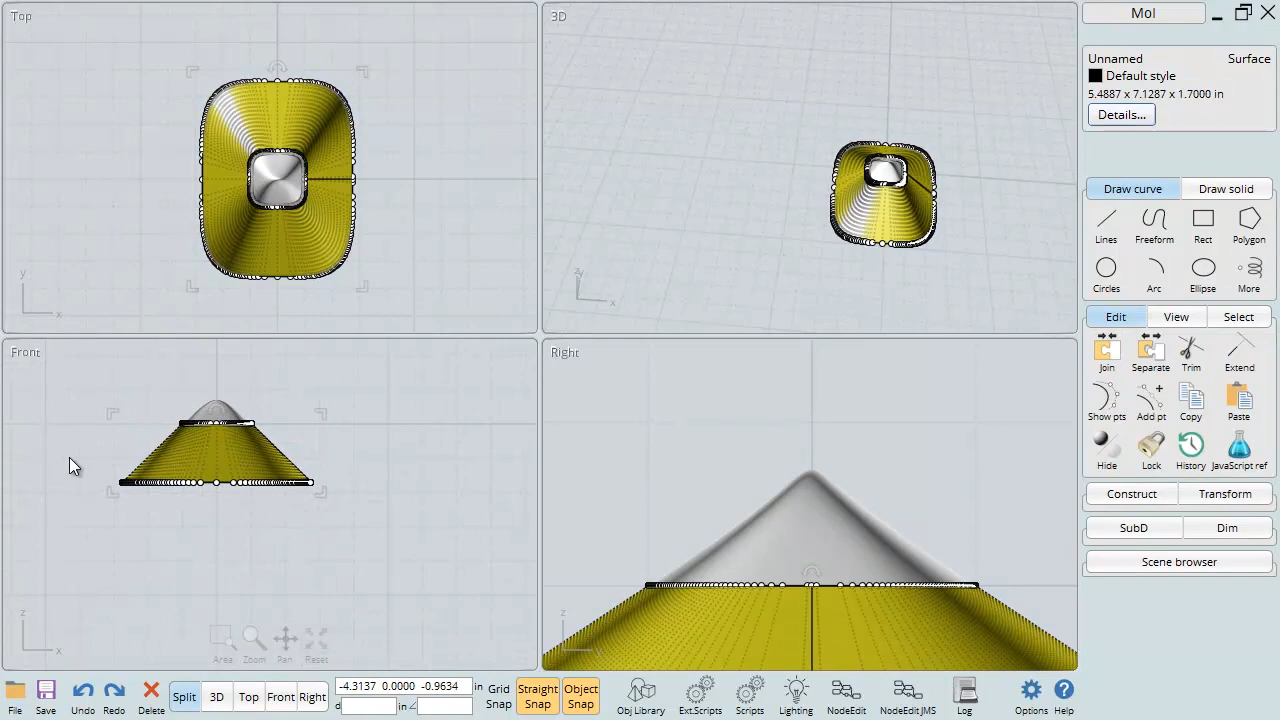 Top
3D
MoI
Unnamed Surface
Default style
5.4887 x 7.1287 x 1.7000 in
Details...
Draw curve Draw solid
Lines Freeform Rect Polygon
Circles Arc Ellipse More
Edit View Select
Join Separate Trim Extend
Show pts Add pt Copy Paste
Hide Lock History JavaScript re
Construct Transform
SubD Dim
Scene browser
y
x
z
x
Front
Right
z
x
Area Zoom Pan Reset
z
File Save Undo Redo Delete
Split 3D Top Front Right
-4.3137 0.0000 -0.9634 in
d in ∠
Grid Snap
Straight Snap
Object Snap
Obj Library Ext.Scripts Scripts Lighting NodeEdit NodeEdit JMS Log Options Help